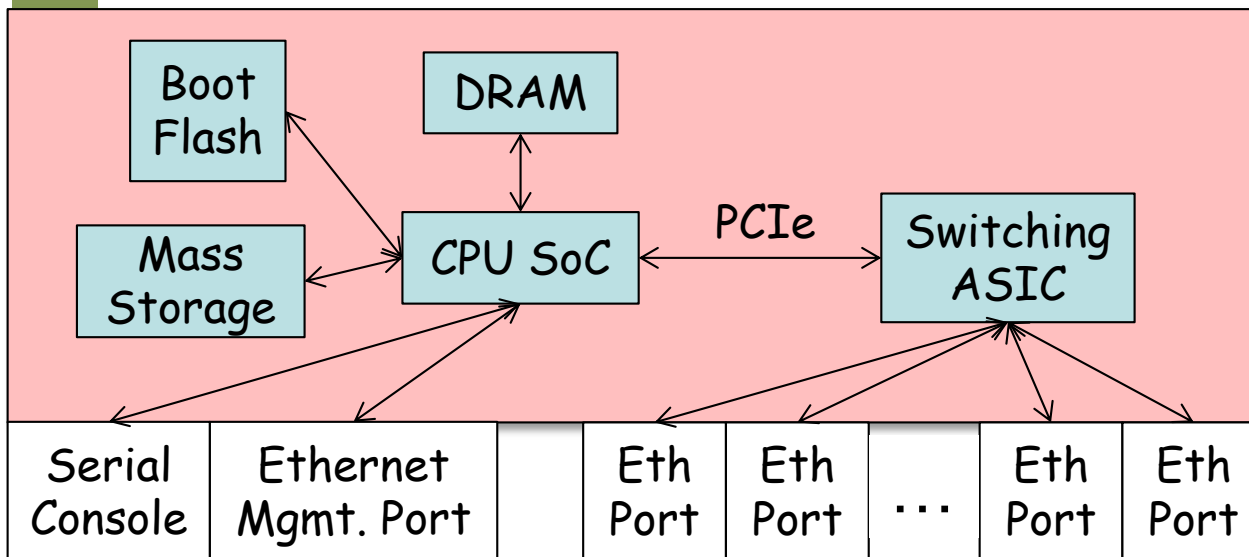 Boot
Flash
DRAM
Mass
Storage
CPU SoC
PCIe
Switching
ASIC
Serial
Console
Ethernet
Mgmt. Port
Eth
Port
Eth
Port
...
Eth
Port
Eth
Port